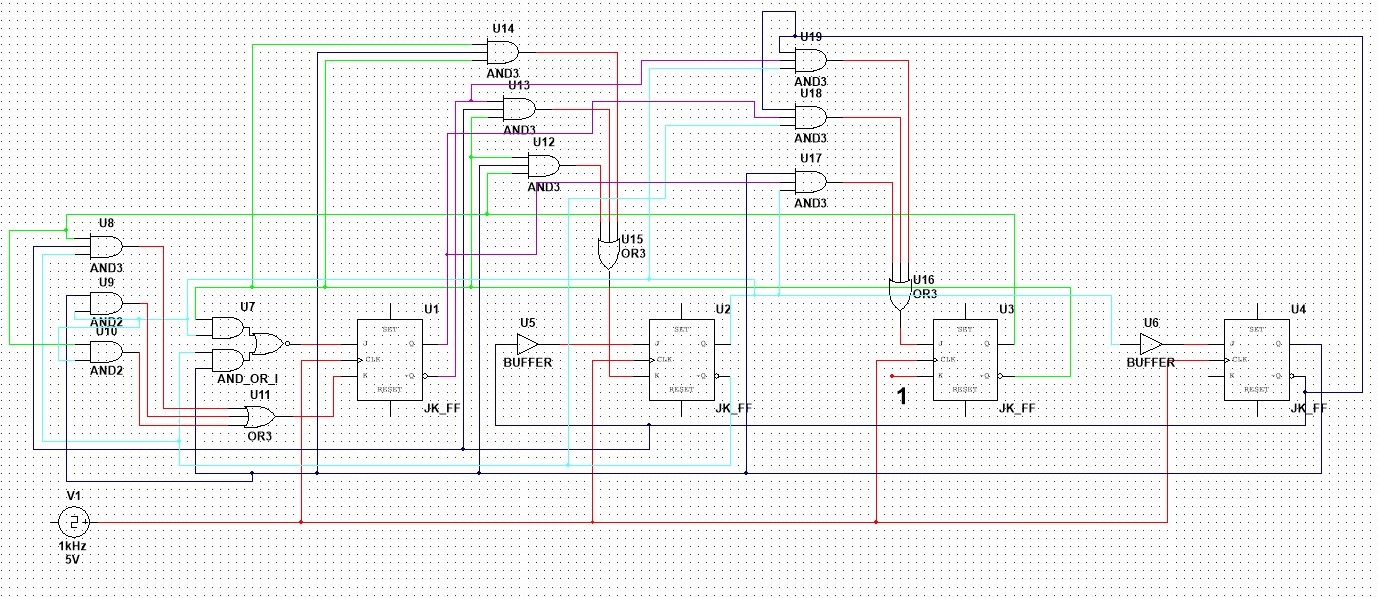 U14
AND3
U19
AND3
U13
AND3
U18
AND3
U12
AND3
U17
AND3
U8
AND3
U15
OR3
U9
AND2
U10
AND2
U7
AND_OR_I
U11
OR3
U16
OR3
U1
SET
J Q
CLK
K ~Q
RESET
JK_FF
U5
BUFFER
U2
SET
J Q
CLK
K ~Q
RESET
JK_FF
U3
SET
J Q
CLK
K ~Q
RESET
JK_FF
1
U6
BUFFER
U4
SET
J Q
CLK
K ~Q
RESET
JK_FF
V1
1kHz
5V